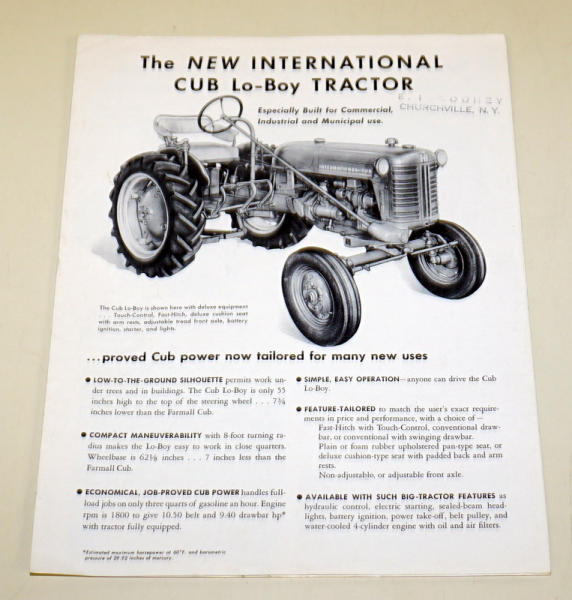 The NEW INTERNATIONAL
CUB Lo-Boy TRACTOR
Especially Built for Commercial,
Industrial and Municipal use.
CHURCHVILLE, N. Y.
INTERNATIONAL CUB
The Cub Lo-Boy is shown here with deluxe equipment
. . . Touch-Control, Fast-Hitch, deluxe cushion seat
with arm rests, adjustable tread front axle, battery
ignition, starter, and lights.
...proved Cub power now tailored for many new uses
● LOW-TO-THE-GROUND SILHOUETTE permits work un-
der trees and in buildings. The Cub Lo-Boy is only 55
inches high to the top of the steering wheel . . . 7¾
inches lower than the Farmall Cub.
● COMPACT MANEUVERABILITY with 8-foot turning ra-
dius makes the Lo-Boy easy to work in close quarters.
Wheelbase is 62⅛ inches . . . 7 inches less than the
Farmall Cub.
● ECONOMICAL, JOB-PROVED CUB POWER handles full-
load jobs on only three quarts of gasoline an hour. Engine
rpm is 1800 to give 10.50 belt and 9.40 drawbar hp*
with tractor fully equipped.
*Estimated maximum horsepower at 60°F. and barometric
pressure of 29.92 inches of mercury.
● SIMPLE, EASY OPERATION—anyone can drive the Cub
Lo-Boy.
● FEATURE-TAILORED to match the user's exact require-
ments in price and performance, with a choice of—
Fast-Hitch with Touch-Control, conventional draw-
bar, or conventional with swinging drawbar.
Plain or foam rubber upholstered pan-type seat, or
deluxe cushion-type seat with padded back and arm
rests.
Non-adjustable, or adjustable front axle.
● AVAILABLE WITH SUCH BIG-TRACTOR FEATURES as
hydraulic control, electric starting, sealed-beam head-
lights, battery ignition, power take-off, belt pulley, and
water-cooled 4-cylinder engine with oil and air filters.